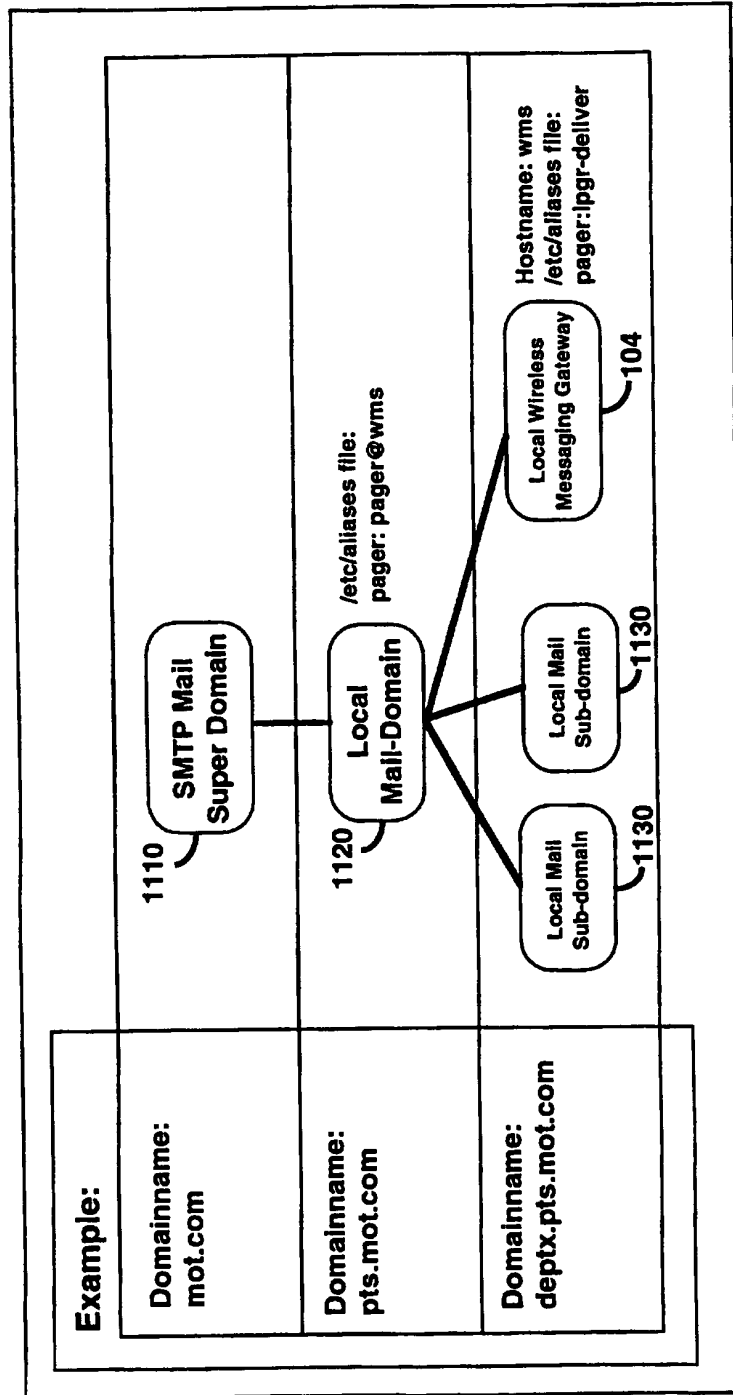 Example:
Domainname:
mot.com
1110
SMTP Mail
Super Domain
Domainname:
pts.mot.com
1120
Local
Mail-Domain
/etc/aliases file:
pager: pager@wms
Domainname:
deptx.pts.mot.com
Local Mail
Sub-domain
1130
Local Mail
Sub-domain
1130
Local Wireless
Messaging Gateway
104
Hostname: wms
/etc/aliases file:
pager:lpgr-deliver